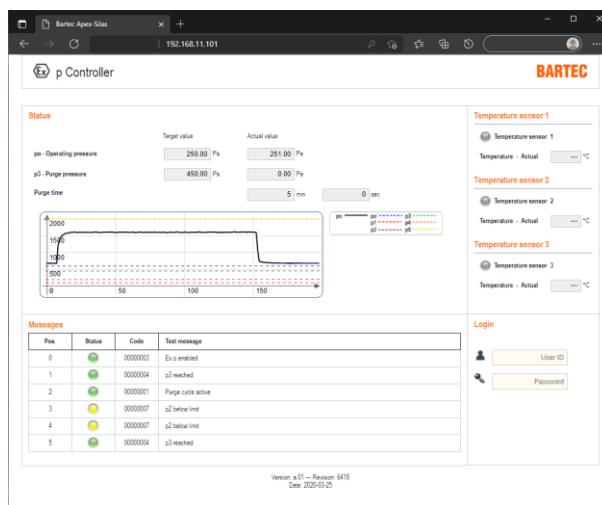 Bartec Apex-Silas
192.168.11.101
Ex p Controller
BARTEC
Status
Target value Actual value
po - Operating pressure 250.00 Pa 251.00 Pa
p3 - Purge pressure 450.00 Pa 0.00 Pa
Purge time 5 min 0 sec
2000
1500
1000
500
0 50 100 150
po po p3
p1 p4
p2 p5
Temperature sensor 1
Temperature sensor 1
Temperature - Actual --- °C
Temperature sensor 2
Temperature sensor 2
Temperature - Actual --- °C
Temperature sensor 3
Temperature sensor 3
Temperature - Actual --- °C
Messages
Pos. Status Code Text message
0 00000003 Ex p enabled
1 00000004 p3 reached
2 00000001 Purge cycle active
3 00000007 p2 below limit
4 00000007 p2 below limit
5 00000004 p3 reached
Login
User ID
Password
Version: a.01 --- Revision: 6418
Date: 2020-03-25